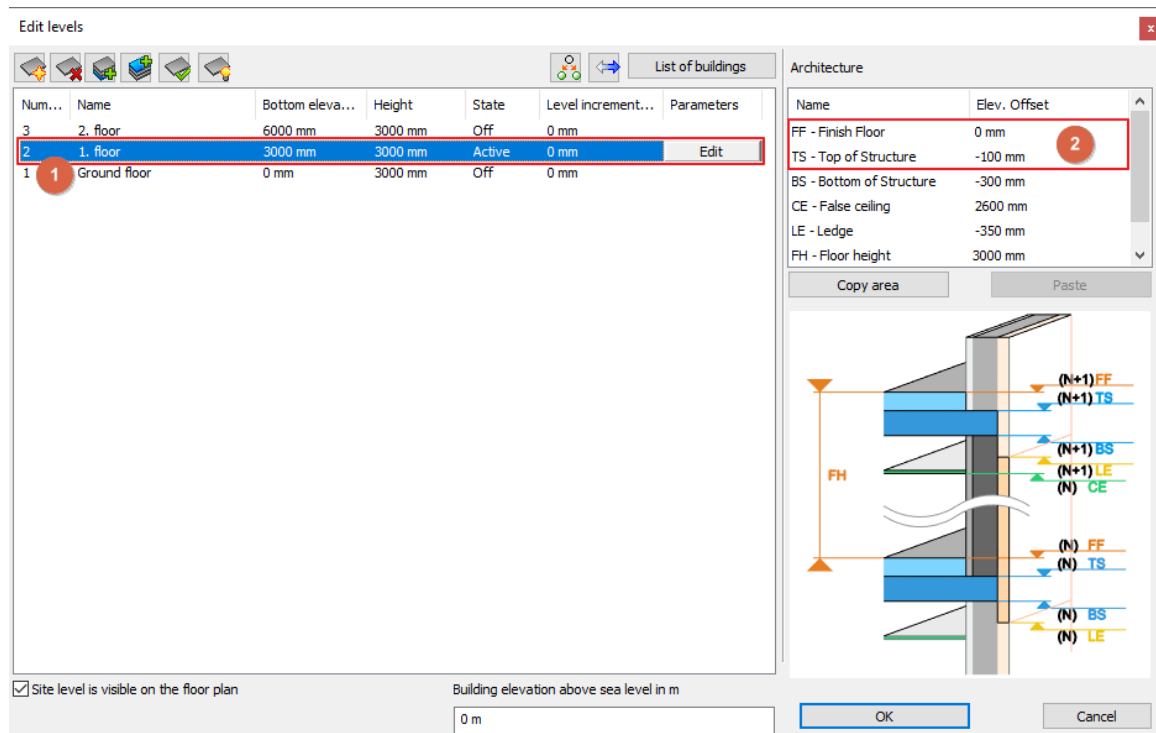 Edit levels
x
List of buildings
Architecture
Num... Name Bottom eleva... Height State Level increment... Parameters
3 2. floor 6000 mm 3000 mm Off 0 mm
2 1. floor 3000 mm 3000 mm Active 0 mm Edit
1 Ground floor 0 mm 3000 mm Off 0 mm
1
Name Elev. Offset
FF - Finish Floor 0 mm
TS - Top of Structure -100 mm
2
BS - Bottom of Structure -300 mm
CE - False ceiling 2600 mm
LE - Ledge -350 mm
FH - Floor height 3000 mm
Copy area Paste
(N+1) FF
(N+1) TS
(N+1) BS
(N+1) LE
(N) CE
FH
(N) FF
(N) TS
(N) BS
(N) LE
Site level is visible on the floor plan
Building elevation above sea level in m
0 m
OK Cancel